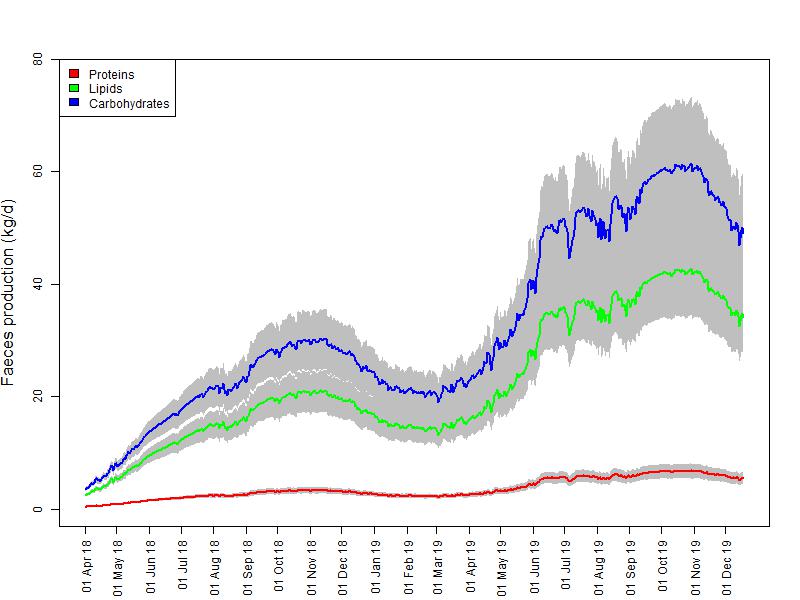 Proteins
Lipids
Carbohydrates
Faeces production (kg/d)
80
60
40
20
0
01 Apr 18
01 May 18
01 Jun 18
01 Jul 18
01 Aug 18
01 Sep 18
01 Oct 18
01 Nov 18
01 Dec 18
01 Jan 19
01 Feb 19
01 Mar 19
01 Apr 19
01 May 19
01 Jun 19
01 Jul 19
01 Aug 19
01 Sep 19
01 Oct 19
01 Nov 19
01 Dec 19